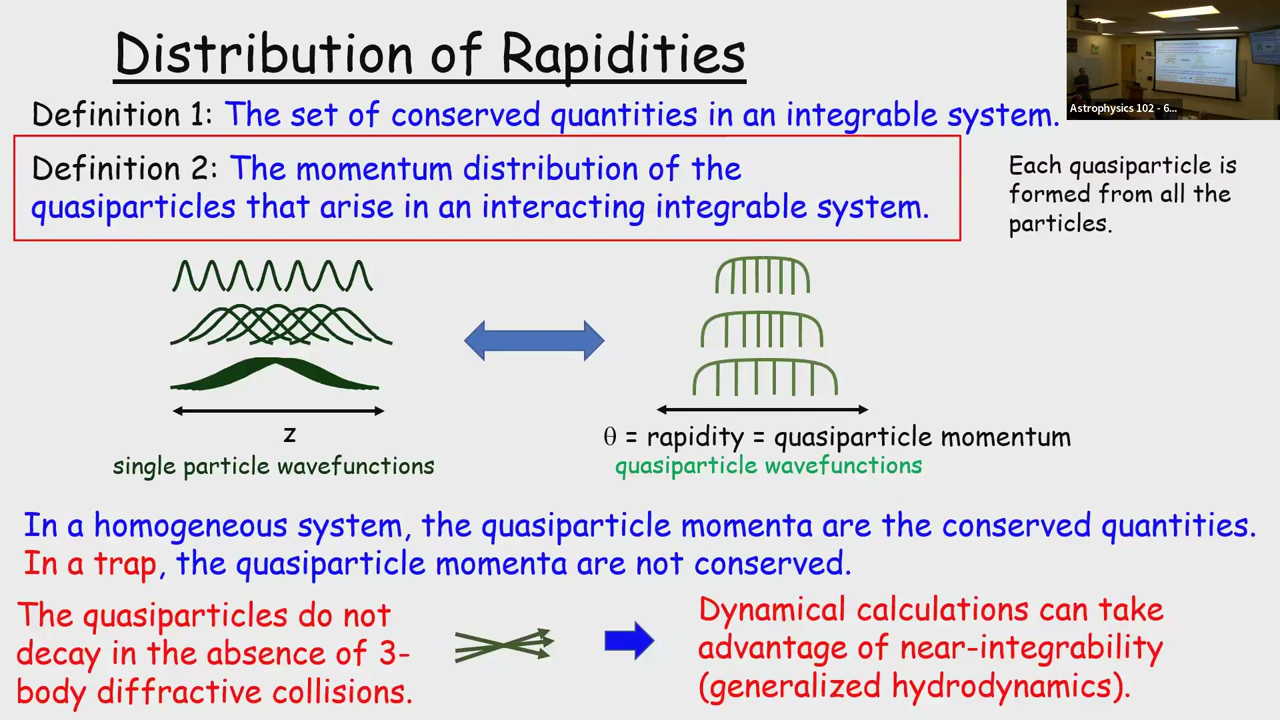 Distribution of Rapidities
Definition 1: The set of conserved quantities in an integrable system.
Astrophysics 102 - 6...
Definition 2: The momentum distribution of the
quasiparticles that arise in an interacting integrable system.
Each quasiparticle is
formed from all the
particles.
z
single particle wavefunctions
θ = rapidity = quasiparticle momentum
quasiparticle wavefunctions
In a homogeneous system, the quasiparticle momenta are the conserved quantities.
In a trap, the quasiparticle momenta are not conserved.
The quasiparticles do not
decay in the absence of 3-
body diffractive collisions.
Dynamical calculations can take
advantage of near-integrability
(generalized hydrodynamics).